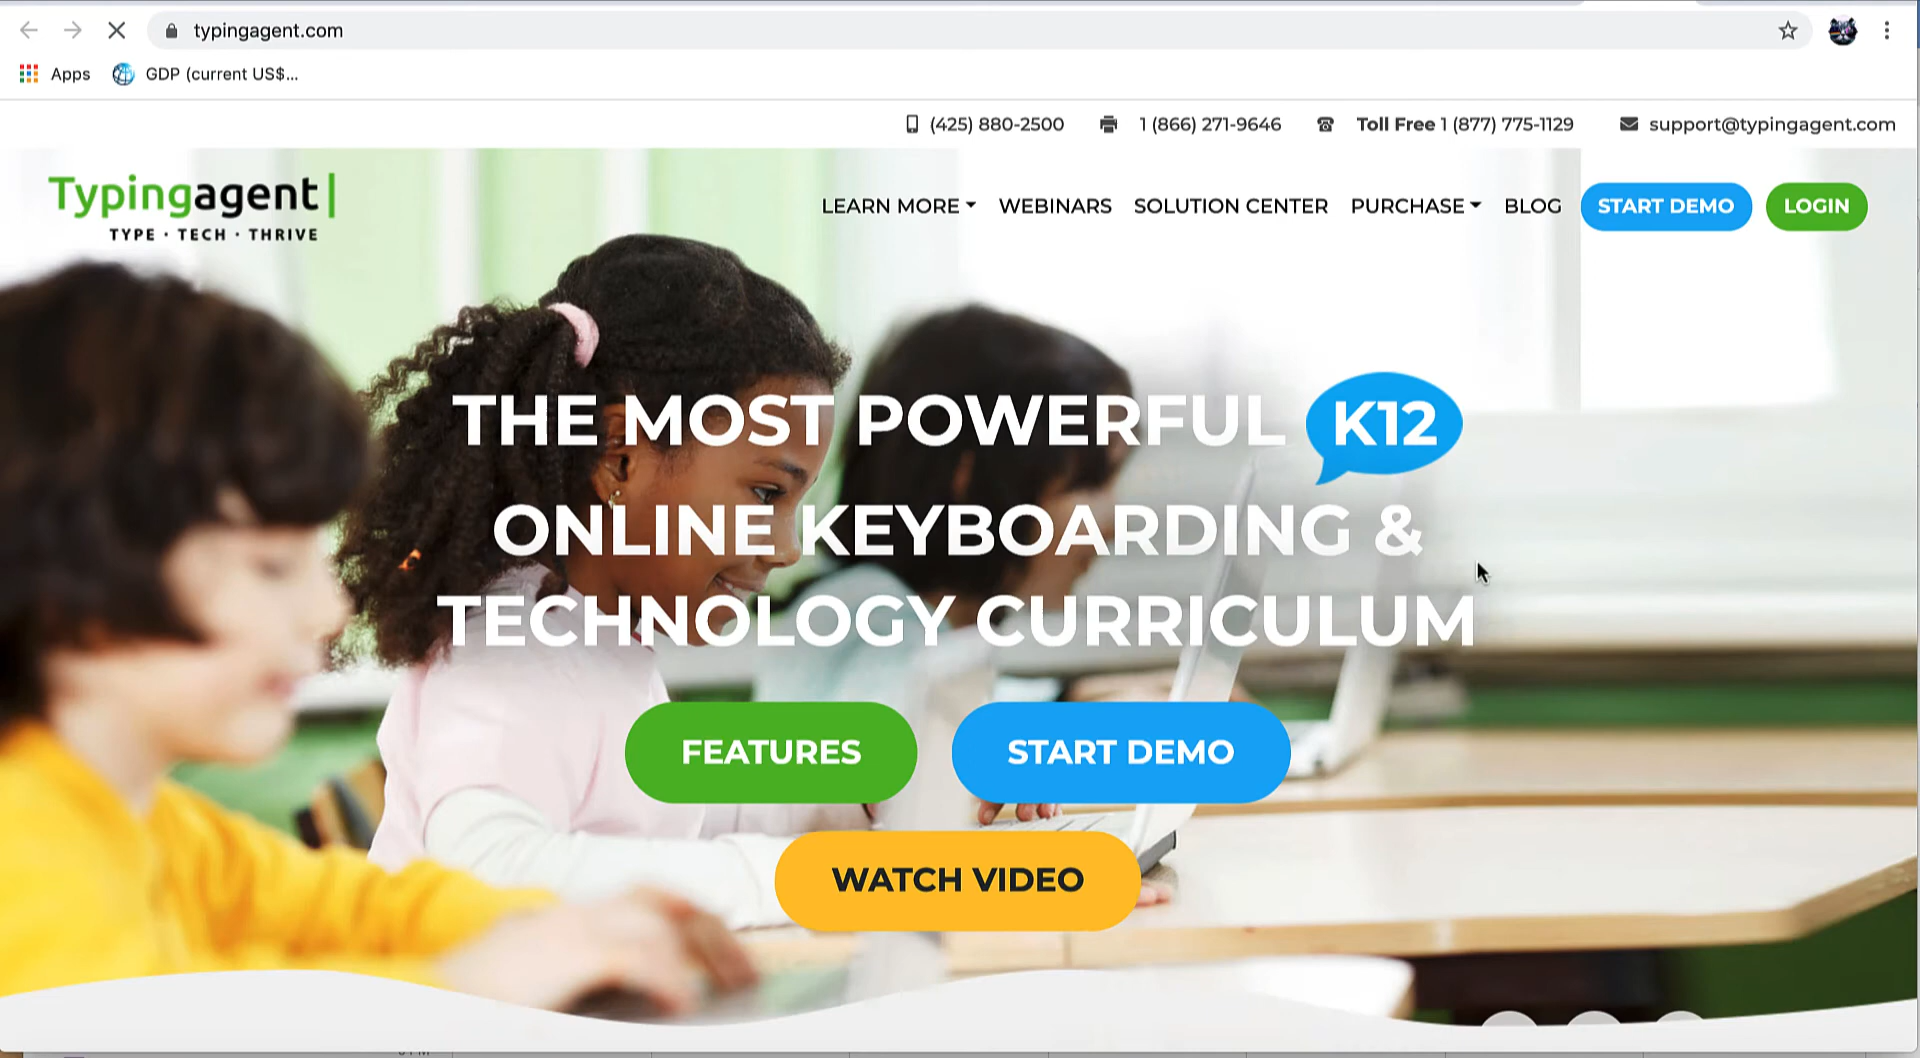 typingagent.com
Apps GDP (current US$...
(425) 880-2500 1 (866) 271-9646 Toll Free 1 (877) 775-1129 support@typingagent.com
Typingagent|
TYPE · TECH · THRIVE
LEARN MORE WEBINARS SOLUTION CENTER PURCHASE BLOG START DEMO LOGIN
THE MOST POWERFUL K12
ONLINE KEYBOARDING &
TECHNOLOGY CURRICULUM
FEATURES START DEMO
WATCH VIDEO